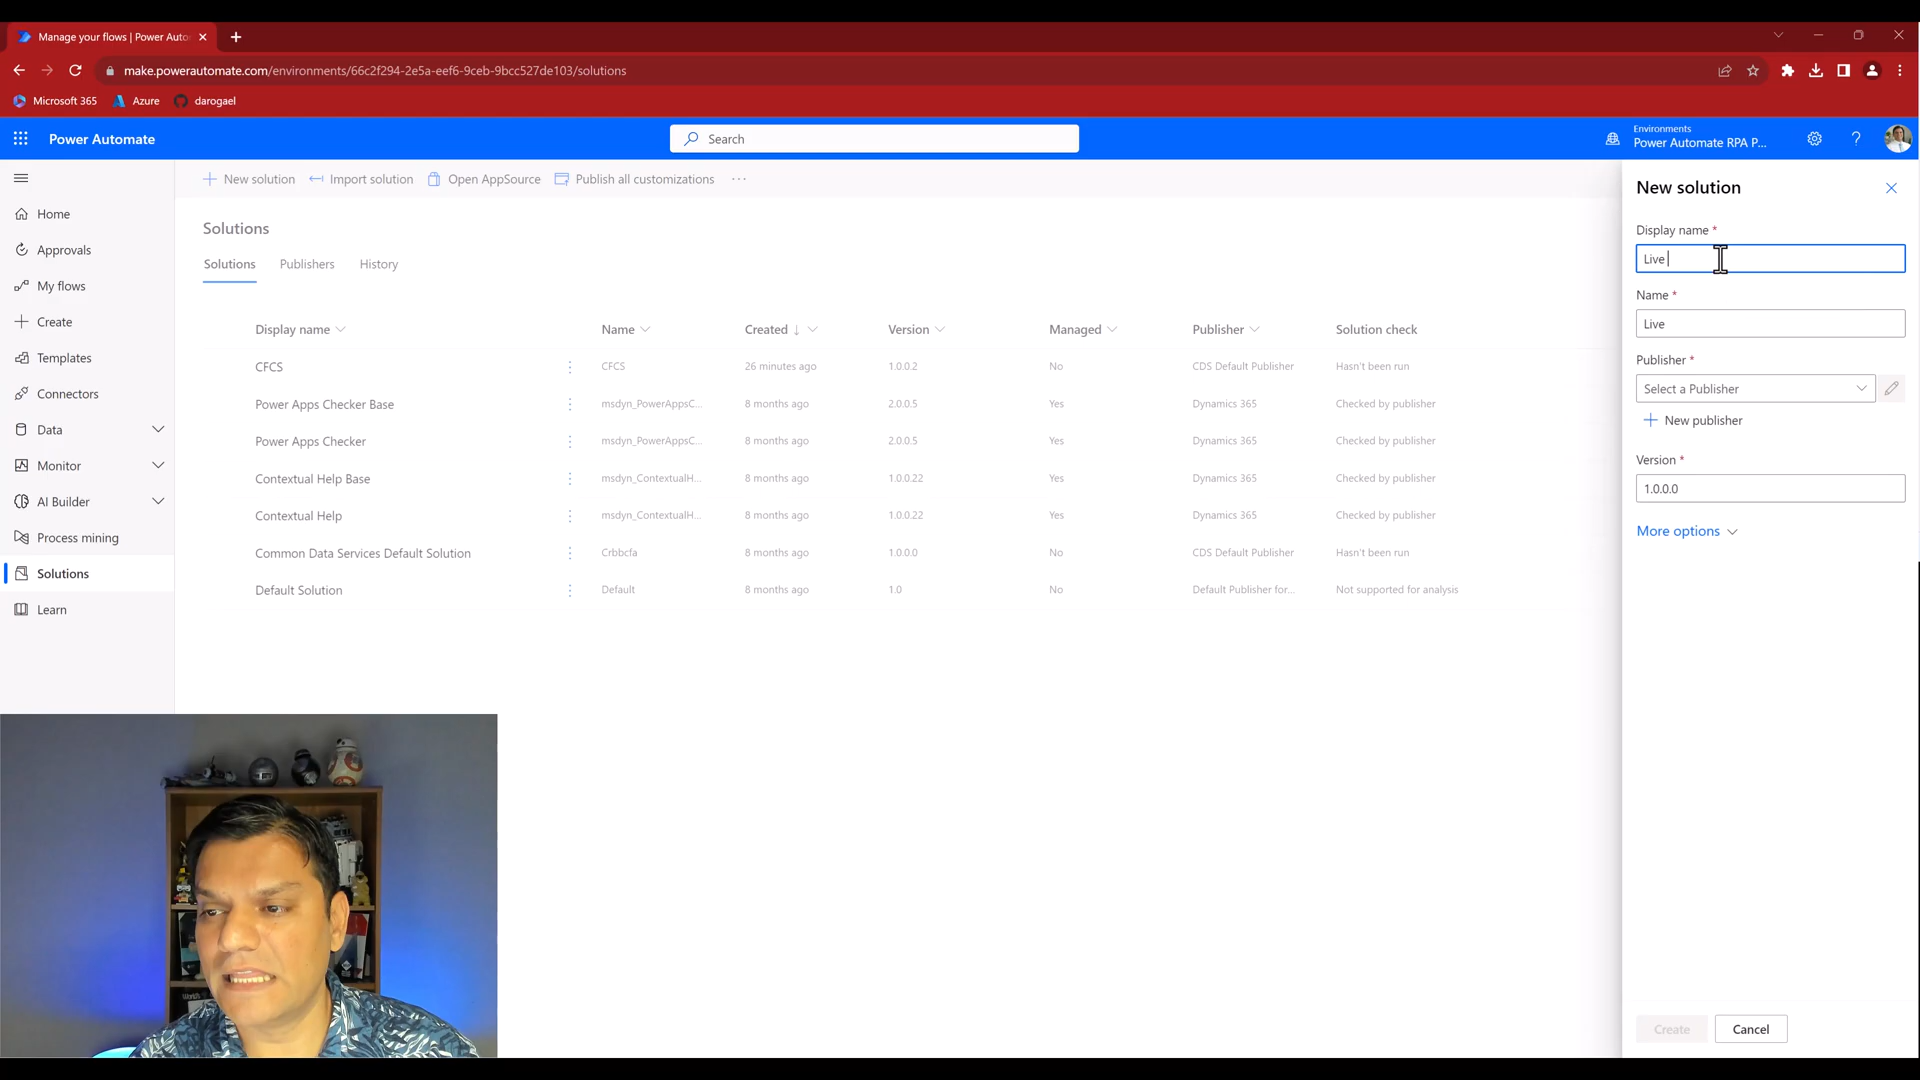 Manage your flows | Power Auto
make.powerautomate.com/environments/66c2f294-2e5a-eef6-9ceb-9bcc527de103/solutions
Microsoft 365 Azure darogael
Power Automate
Search
Environments
Power Automate RPA P...
Home
Approvals
My flows
Create
Templates
Connectors
Data
Monitor
AI Builder
Process mining
Solutions
Learn
New solution Import solution Open AppSource Publish all customizations ...
Solutions
Solutions Publishers History
Display name Name Created Version Managed Publisher Solution check
CFCS CFCS 26 minutes ago 1.0.0.2 No CDS Default Publisher Hasn't been run
Power Apps Checker Base msdyn_PowerAppsC... 8 months ago 2.0.0.5 Yes Dynamics 365 Checked by publisher
Power Apps Checker msdyn_PowerAppsC... 8 months ago 2.0.0.5 Yes Dynamics 365 Checked by publisher
Contextual Help Base msdyn_ContextualH... 8 months ago 1.0.0.22 Yes Dynamics 365 Checked by publisher
Contextual Help msdyn_ContextualH... 8 months ago 1.0.0.22 Yes Dynamics 365 Checked by publisher
Common Data Services Default Solution Crbbcfa 8 months ago 1.0.0.0 No CDS Default Publisher Hasn't been run
Default Solution Default 8 months ago 1.0 No Default Publisher for... Not supported for analysis
New solution
Display name *
Live
Name *
Live
Publisher *
Select a Publisher
New publisher
Version *
1.0.0.0
More options
Create Cancel